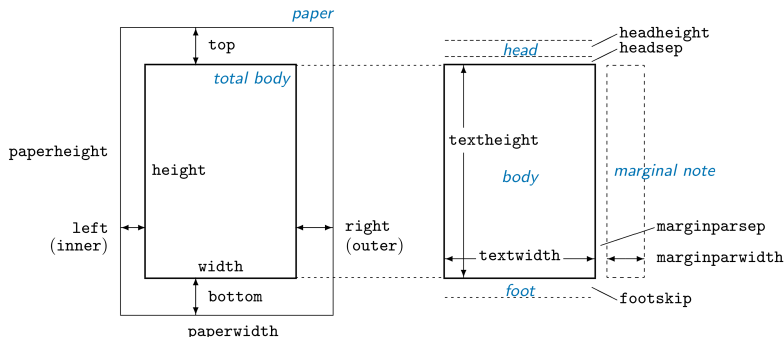 paper
top
total body
paperheight
height
left
(inner)
right
(outer)
width
bottom
paperwidth
headheight
head
headsep
textheight
body
marginal note
marginparsep
textwidth
marginparwidth
foot
footskip